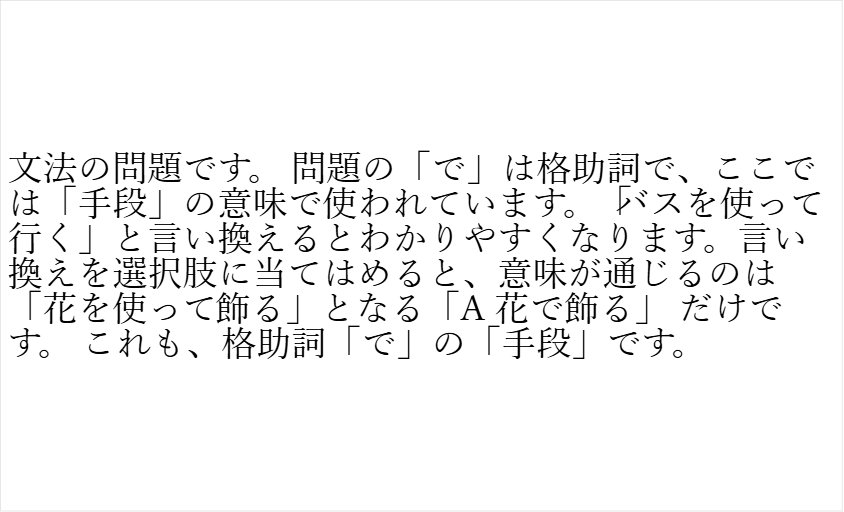 文法の問題です。 問題の「で」は格助詞で、ここで
は「手段」の意味で使われています。 「バスを使って
行く」と言い換えるとわかりやすくなります。言い
換えを選択肢に当てはめると、意味が通じるのは
「花を使って飾る」となる「A 花で飾る」 だけで
す。 これも、格助詞「で」の「手段」です。